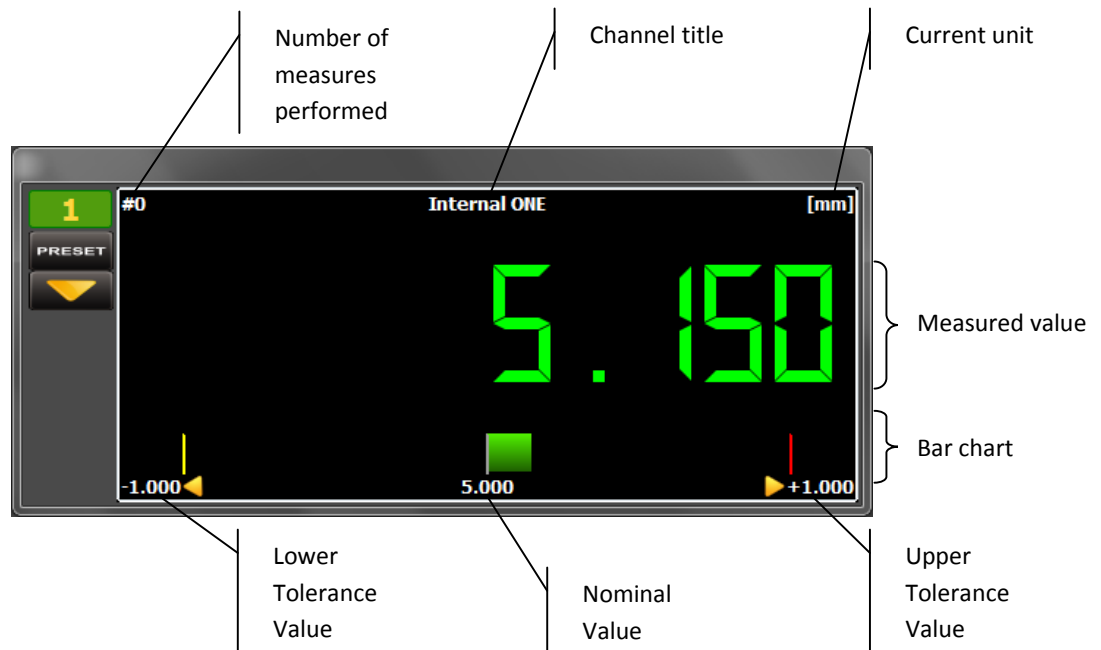 Number of
measures
performed
Channel title
Current unit
1
#0
Internal ONE
[mm]
PRESET
5.150
Measured value
Bar chart
-1.000
5.000
+1.000
Lower
Tolerance
Value
Nominal
Value
Upper
Tolerance
Value